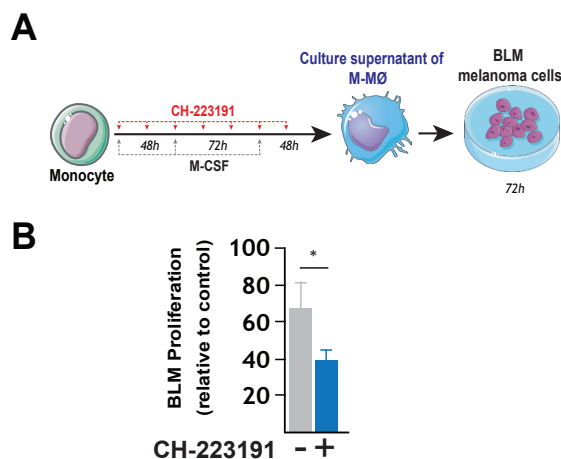 A
Culture supernatant of
M-MØ
BLM
melanoma cells
CH-223191
48h
72h
48h
M-CSF
Monocyte
72h
B
BLM Proliferation
(relative to control)
100
80
60
40
20
*
CH-223191
- +